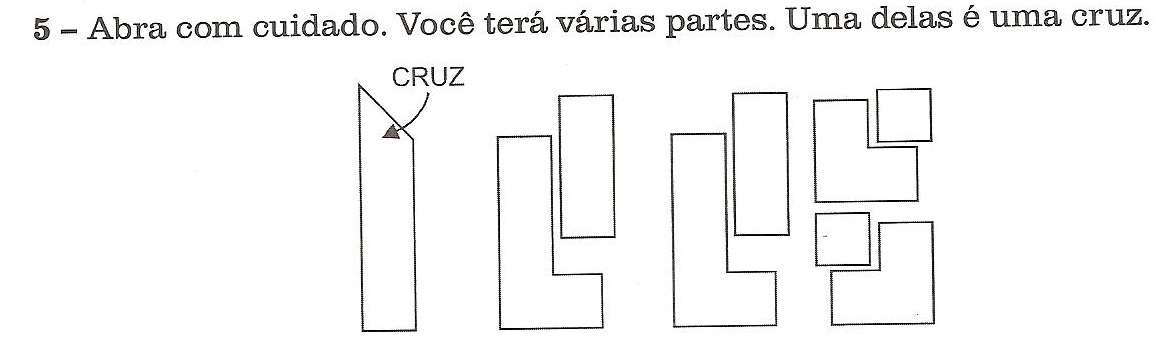 5 – Abra com cuidado. Você terá várias partes. Uma delas é uma cruz.
CRUZ